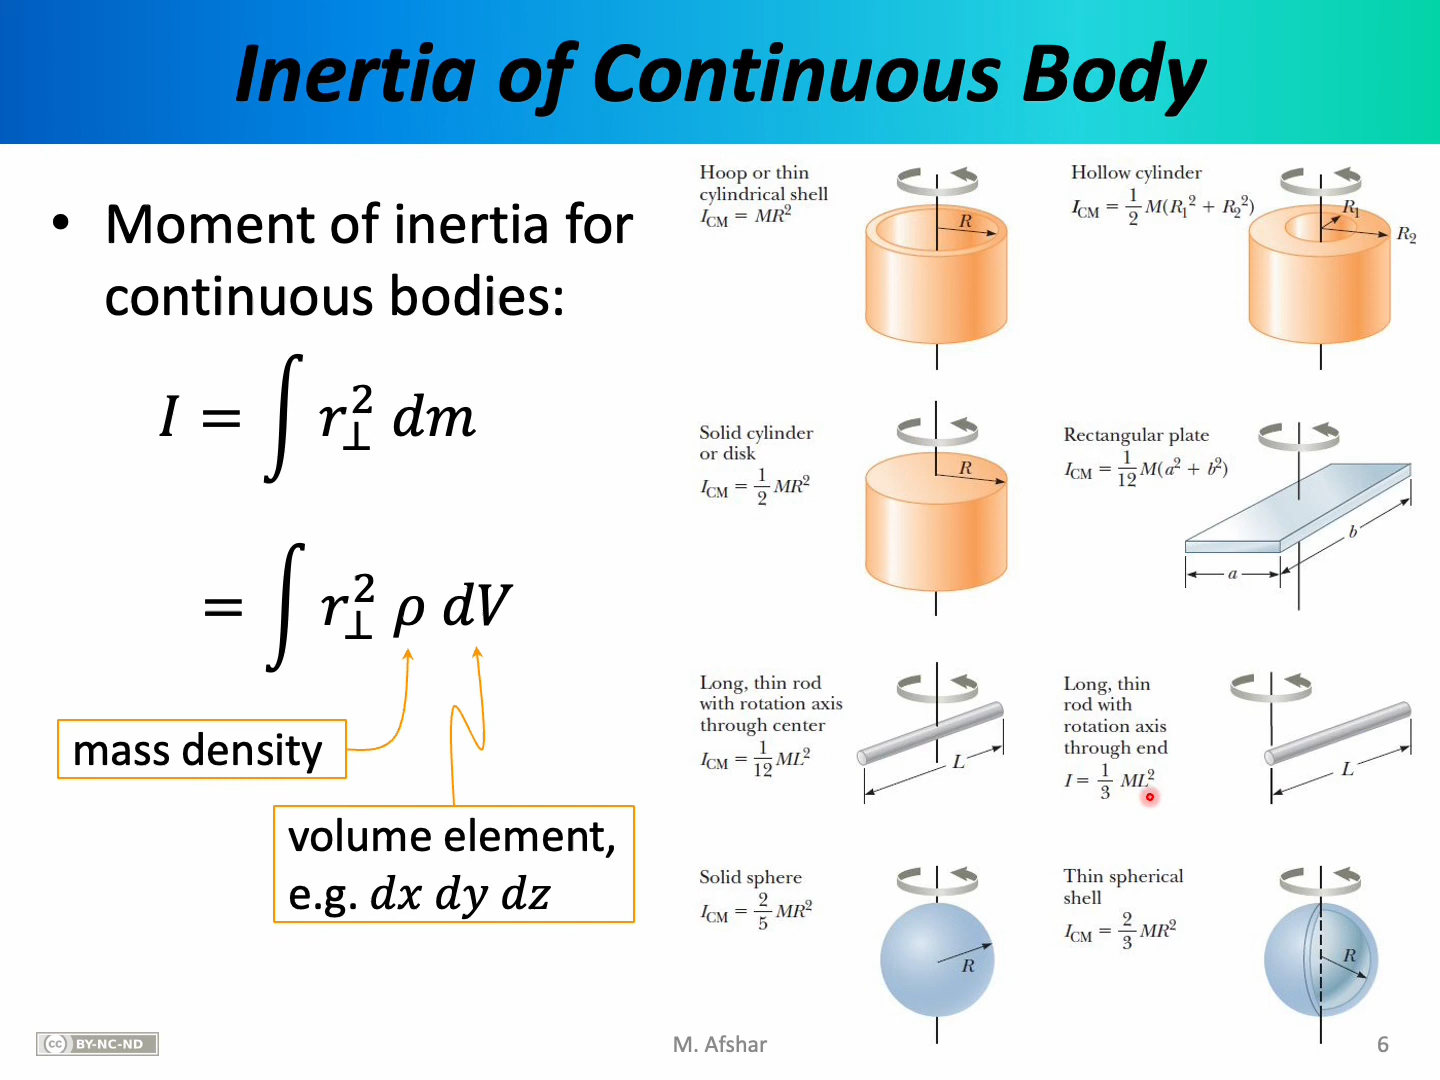 Inertia of Continuous Body
• Moment of inertia for
continuous bodies:
I = ∫ r⊥² dm
= ∫ r⊥² ρ dV
mass density
volume element,
e.g. dx dy dz
Hoop or thin
cylindrical shell
I_CM = MR²
R
Hollow cylinder
I_CM = 1/2 M(R₁² + R₂²)
R₁
R₂
Solid cylinder
or disk
I_CM = 1/2 MR²
R
Rectangular plate
I_CM = 1/12 M(a² + b²)
b
a
Long, thin rod
with rotation axis
through center
I_CM = 1/12 ML²
L
Long, thin
rod with
rotation axis
through end
I = 1/3 ML²
L
Solid sphere
I_CM = 2/5 MR²
R
Thin spherical
shell
I_CM = 2/3 MR²
R
cc BY-NC-ND
M. Afshar
6